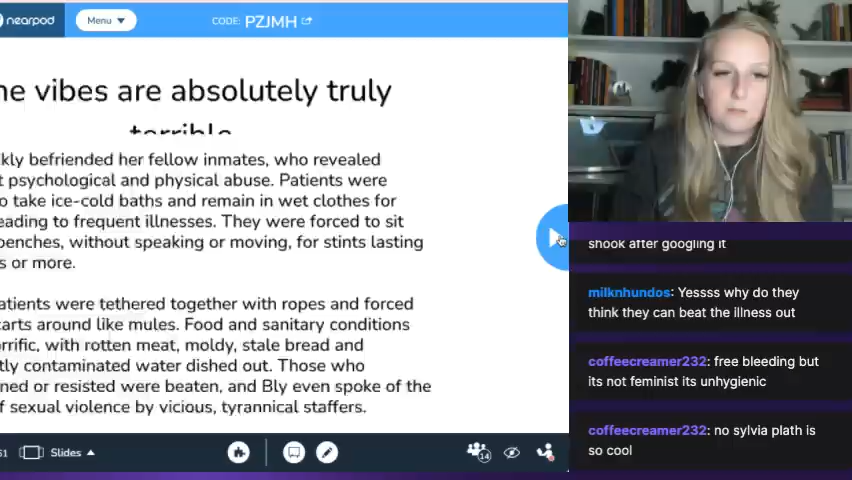 nearpod
Menu
CODE: PZJMH
he vibes are absolutely truly
terrible
kly befriended her fellow inmates, who revealed
t psychological and physical abuse. Patients were
o take ice-cold baths and remain in wet clothes for
eading to frequent illnesses. They were forced to sit
benches, without speaking or moving, for stints lasting
s or more.
atients were tethered together with ropes and forced
carts around like mules. Food and sanitary conditions
orrific, with rotten meat, moldy, stale bread and
tly contaminated water dished out. Those who
ned or resisted were beaten, and Bly even spoke of the
f sexual violence by vicious, tyrannical staffers.
51
Slides
14
shook after googling it
milknhundos: Yessss why do they
think they can beat the illness out
coffeecreamer232: free bleeding but
its not feminist its unhygienic
coffeecreamer232: no sylvia plath is
so cool